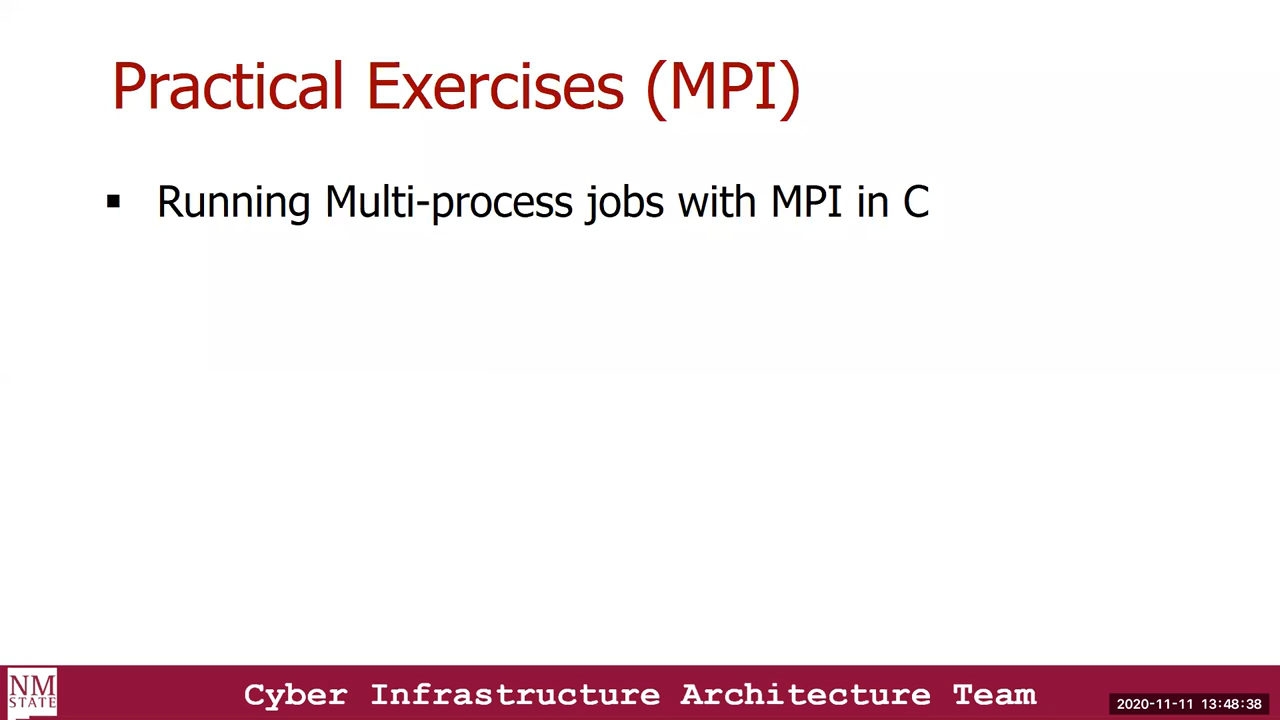 Practical Exercises (MPI)
▪ Running Multi-process jobs with MPI in C
NM
STATE
Cyber Infrastructure Architecture Team
2020-11-11 13:48:38